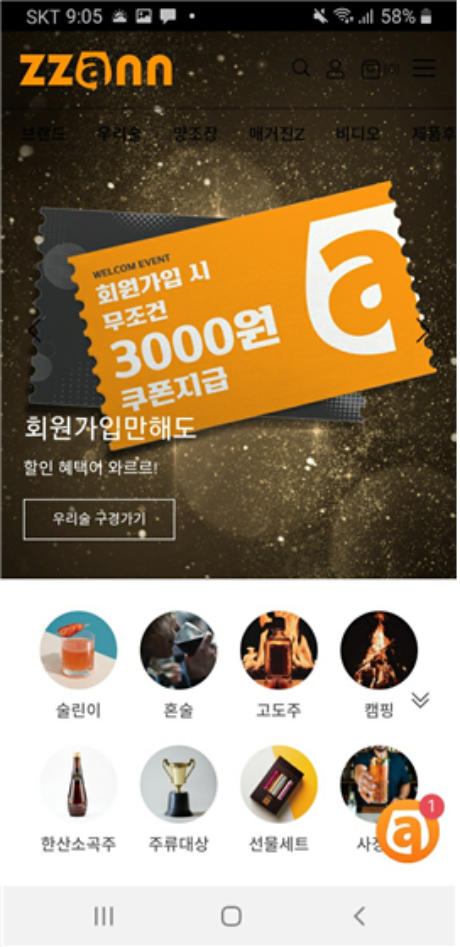 SKT 9:05
58%
zzann
(0)
브랜드 우리술 양조장 매거진Z 비디오 제품후
WELCOM EVENT
회원가입 시
무조건
3000원
쿠폰지급
a
회원가입만해도
할인 혜택이 와르르!
우리술 구경가기
술린이 혼술 고도주 캠핑
한산소곡주 주류대상 선물세트
a
1